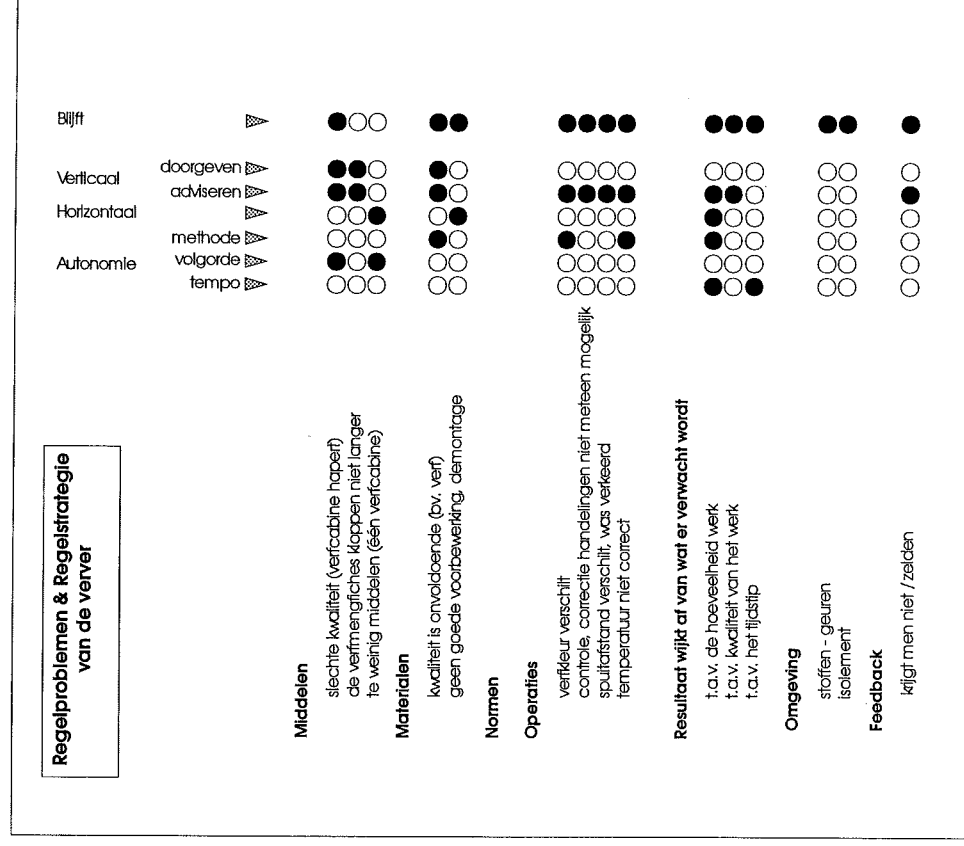 Regelproblemen & Regelstrategie
van de verver
Blijft
Verticaal
doorgeven
adviseren
Horizontaal
methode
Autonomie
volgorde
tempo
Middelen
slechte kwaliteit (verfcabine hapert)
de verfmengfiches kloppen niet langer
te weinig middelen (één verfcabine)
Materialen
kwaliteit is onvoldoende (bv. verf)
geen goede voorbewerking, demontage
Normen
Operaties
verfkleur verschilt
controle, correctie handelingen niet meteen mogelijk
spuitafstand verschilt, was verkeerd
temperatuur niet correct
Resultaat wijkt af van wat er verwacht wordt
t.a.v. de hoeveelheid werk
t.a.v. kwaliteit van het werk
t.a.v. het tijdstip
Omgeving
stoffen - geuren
isolement
Feedback
krijgt men niet / zelden